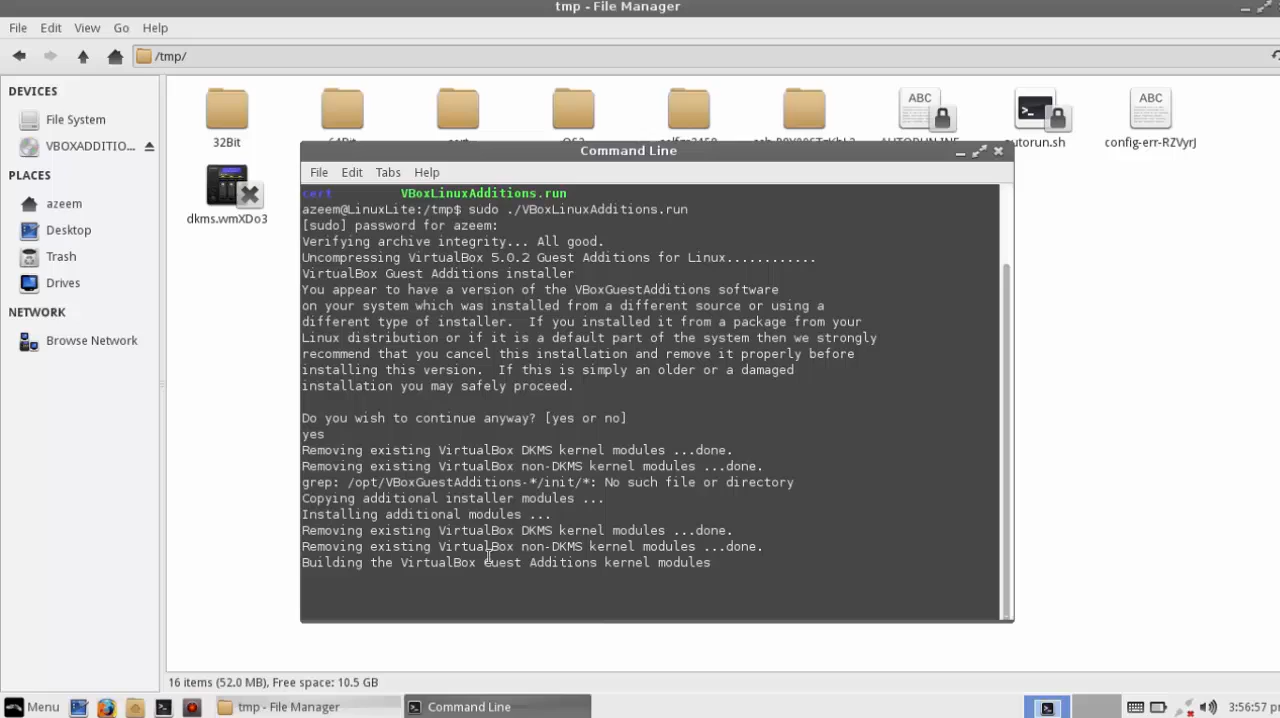 tmp - File Manager
File Edit View Go Help
/tmp/
DEVICES
File System
VBOXADDITIO...
PLACES
azeem
Desktop
Trash
Drives
NETWORK
Browse Network
32Bit
AUTORUN.INF
autorun.sh
config-err-RZVyrJ
dkms.wmXDo3
Command Line
File Edit Tabs Help
cert VBoxLinuxAdditions.run
azeem@LinuxLite:/tmp$ sudo ./VBoxLinuxAdditions.run
[sudo] password for azeem:
Verifying archive integrity... All good.
Uncompressing VirtualBox 5.0.2 Guest Additions for Linux............
VirtualBox Guest Additions installer
You appear to have a version of the VBoxGuestAdditions software
on your system which was installed from a different source or using a
different type of installer.  If you installed it from a package from your
Linux distribution or if it is a default part of the system then we strongly
recommend that you cancel this installation and remove it properly before
installing this version.  If this is simply an older or a damaged
installation you may safely proceed.
Do you wish to continue anyway? [yes or no]
yes
Removing existing VirtualBox DKMS kernel modules ...done.
Removing existing VirtualBox non-DKMS kernel modules ...done.
grep: /opt/VBoxGuestAdditions-*/init/*: No such file or directory
Copying additional installer modules ...
Installing additional modules ...
Removing existing VirtualBox DKMS kernel modules ...done.
Removing existing VirtualBox non-DKMS kernel modules ...done.
Building the VirtualBox Guest Additions kernel modules
16 items (52.0 MB), Free space: 10.5 GB
Menu
tmp - File Manager
Command Line
3:56:57 pm